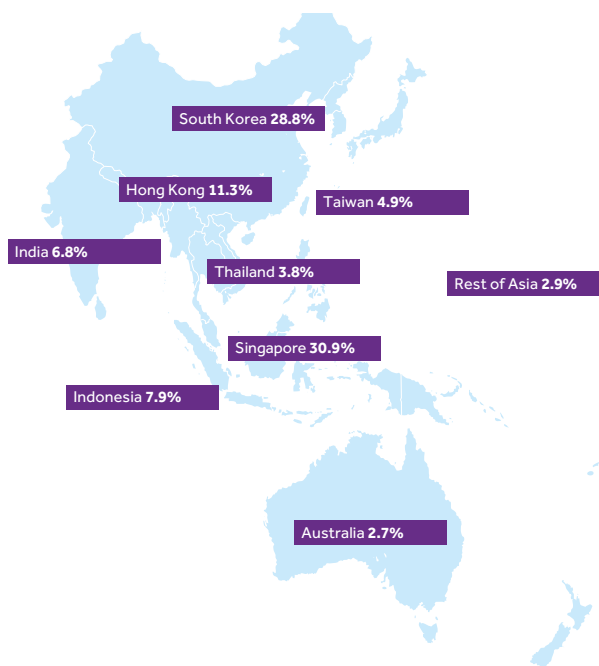 South Korea 28.8%
Hong Kong 11.3%
Taiwan 4.9%
India 6.8%
Thailand 3.8%
Rest of Asia 2.9%
Singapore 30.9%
Indonesia 7.9%
Australia 2.7%